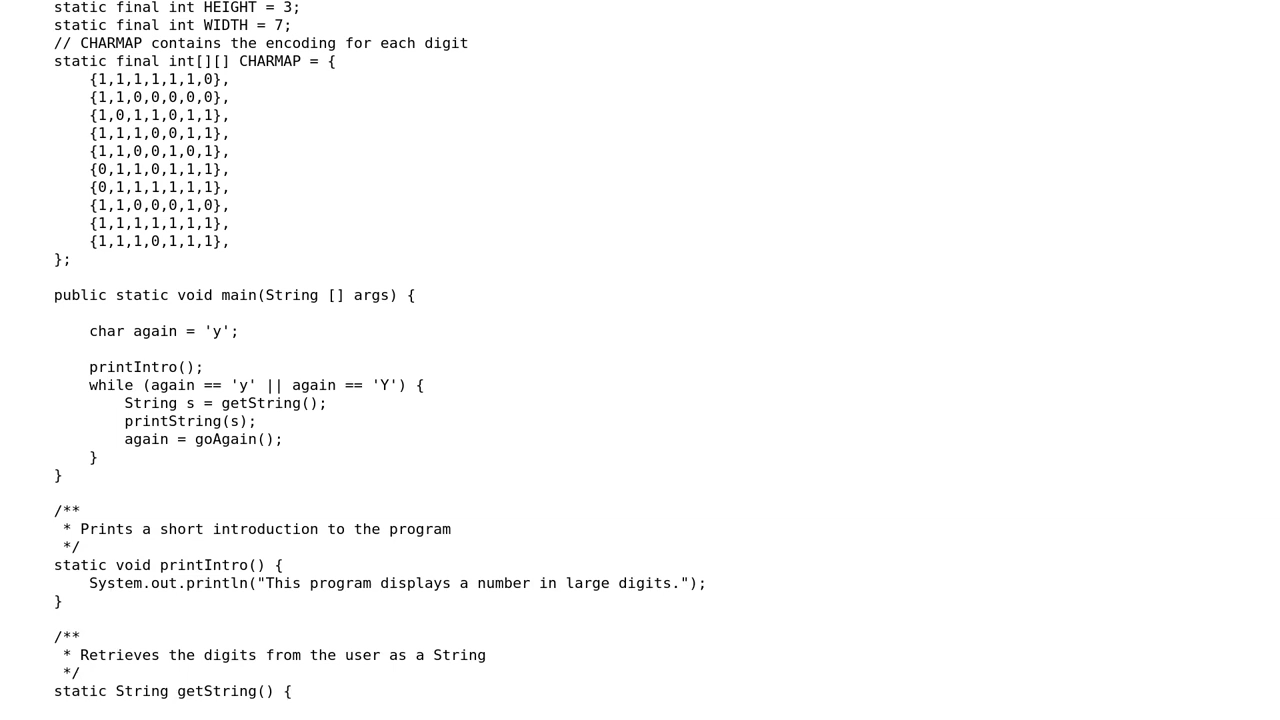 static final int HEIGHT = 3;
static final int WIDTH = 7;
// CHARMAP contains the encoding for each digit
static final int[][] CHARMAP = {
    {1,1,1,1,1,1,0},
    {1,1,0,0,0,0,0},
    {1,0,1,1,0,1,1},
    {1,1,1,0,0,1,1},
    {1,1,0,0,1,0,1},
    {0,1,1,0,1,1,1},
    {0,1,1,1,1,1,1},
    {1,1,0,0,0,1,0},
    {1,1,1,1,1,1,1},
    {1,1,1,0,1,1,1},
};

public static void main(String [] args) {

    char again = 'y';

    printIntro();
    while (again == 'y' || again == 'Y') {
        String s = getString();
        printString(s);
        again = goAgain();
    }
}

/**
 * Prints a short introduction to the program
 */
static void printIntro() {
    System.out.println("This program displays a number in large digits.");
}

/**
 * Retrieves the digits from the user as a String
 */
static String getString() {